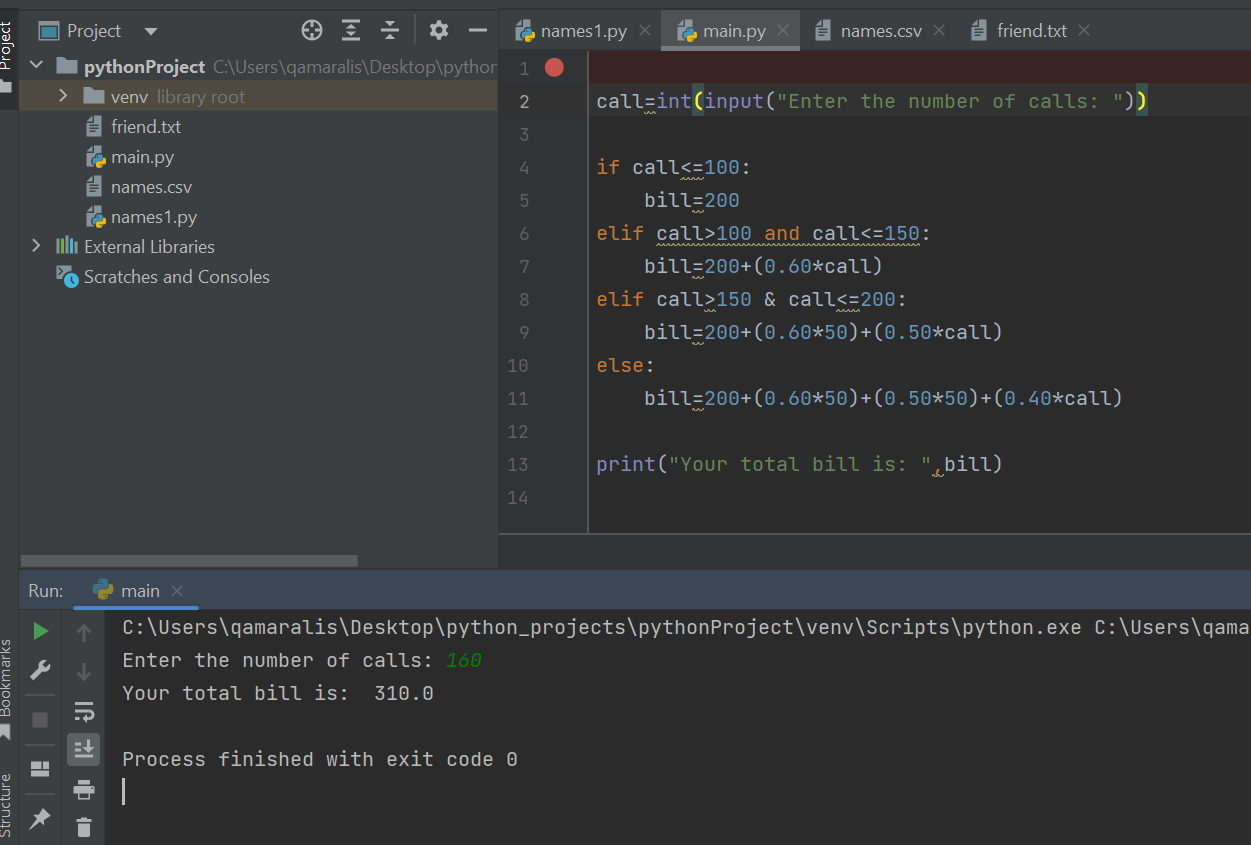 Project
Project
names1.py
main.py
names.csv
friend.txt
pythonProject C:\Users\qamaralis\Desktop\python
venv library root
friend.txt
main.py
names.csv
names1.py
External Libraries
Scratches and Consoles
1
2 call=int(input("Enter the number of calls: "))
3
4 if call<=100:
5 bill=200
6 elif call>100 and call<=150:
7 bill=200+(0.60*call)
8 elif call>150 & call<=200:
9 bill=200+(0.60*50)+(0.50*call)
10 else:
11 bill=200+(0.60*50)+(0.50*50)+(0.40*call)
12
13 print("Your total bill is: ",bill)
14
Run: main
C:\Users\qamaralis\Desktop\python_projects\pythonProject\venv\Scripts\python.exe C:\Users\qama
Enter the number of calls: 160
Your total bill is:  310.0
Process finished with exit code 0
Bookmarks
Structure